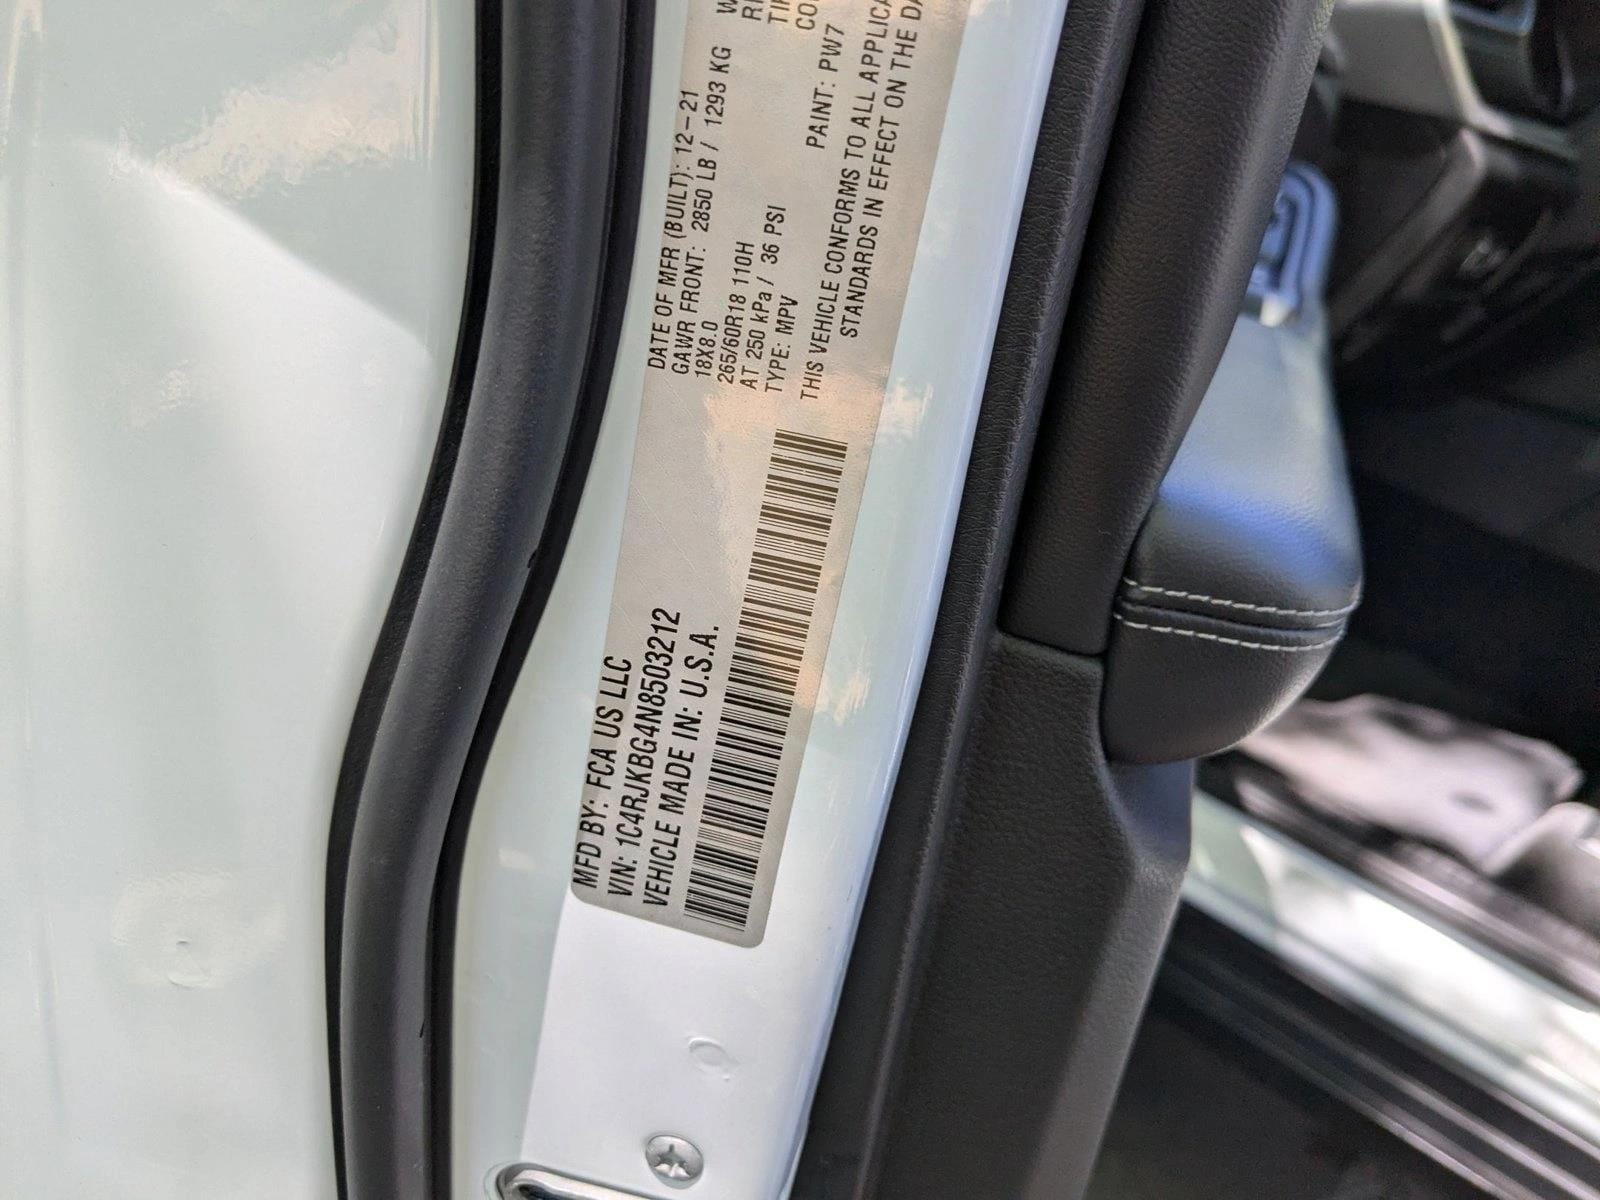 MFD BY: FCA US LLC
VIN: 1C4RJKBG4N8503212
VEHICLE MADE IN: U.S.A.
DATE OF MFR (BUILT): 12-21
GAWR FRONT: 2850 LB / 1293 KG
18X8.0
265/60R18 110H
AT 250 kPa / 36 PSI
TYPE: MPV
PAINT: PW7
THIS VEHICLE CONFORMS TO ALL APPLICA
STANDARDS IN EFFECT ON THE DA